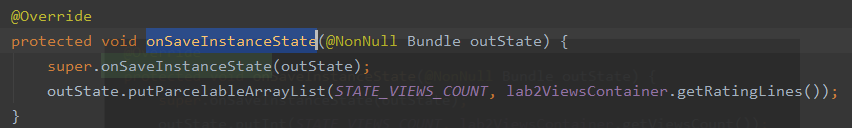 @Override
protected void onSaveInstanceState(@NonNull Bundle outState) {
super.onSaveInstanceState(outState);
outState.putParcelableArrayList(STATE_VIEWS_COUNT, lab2ViewsContainer.getRatingLines());
}